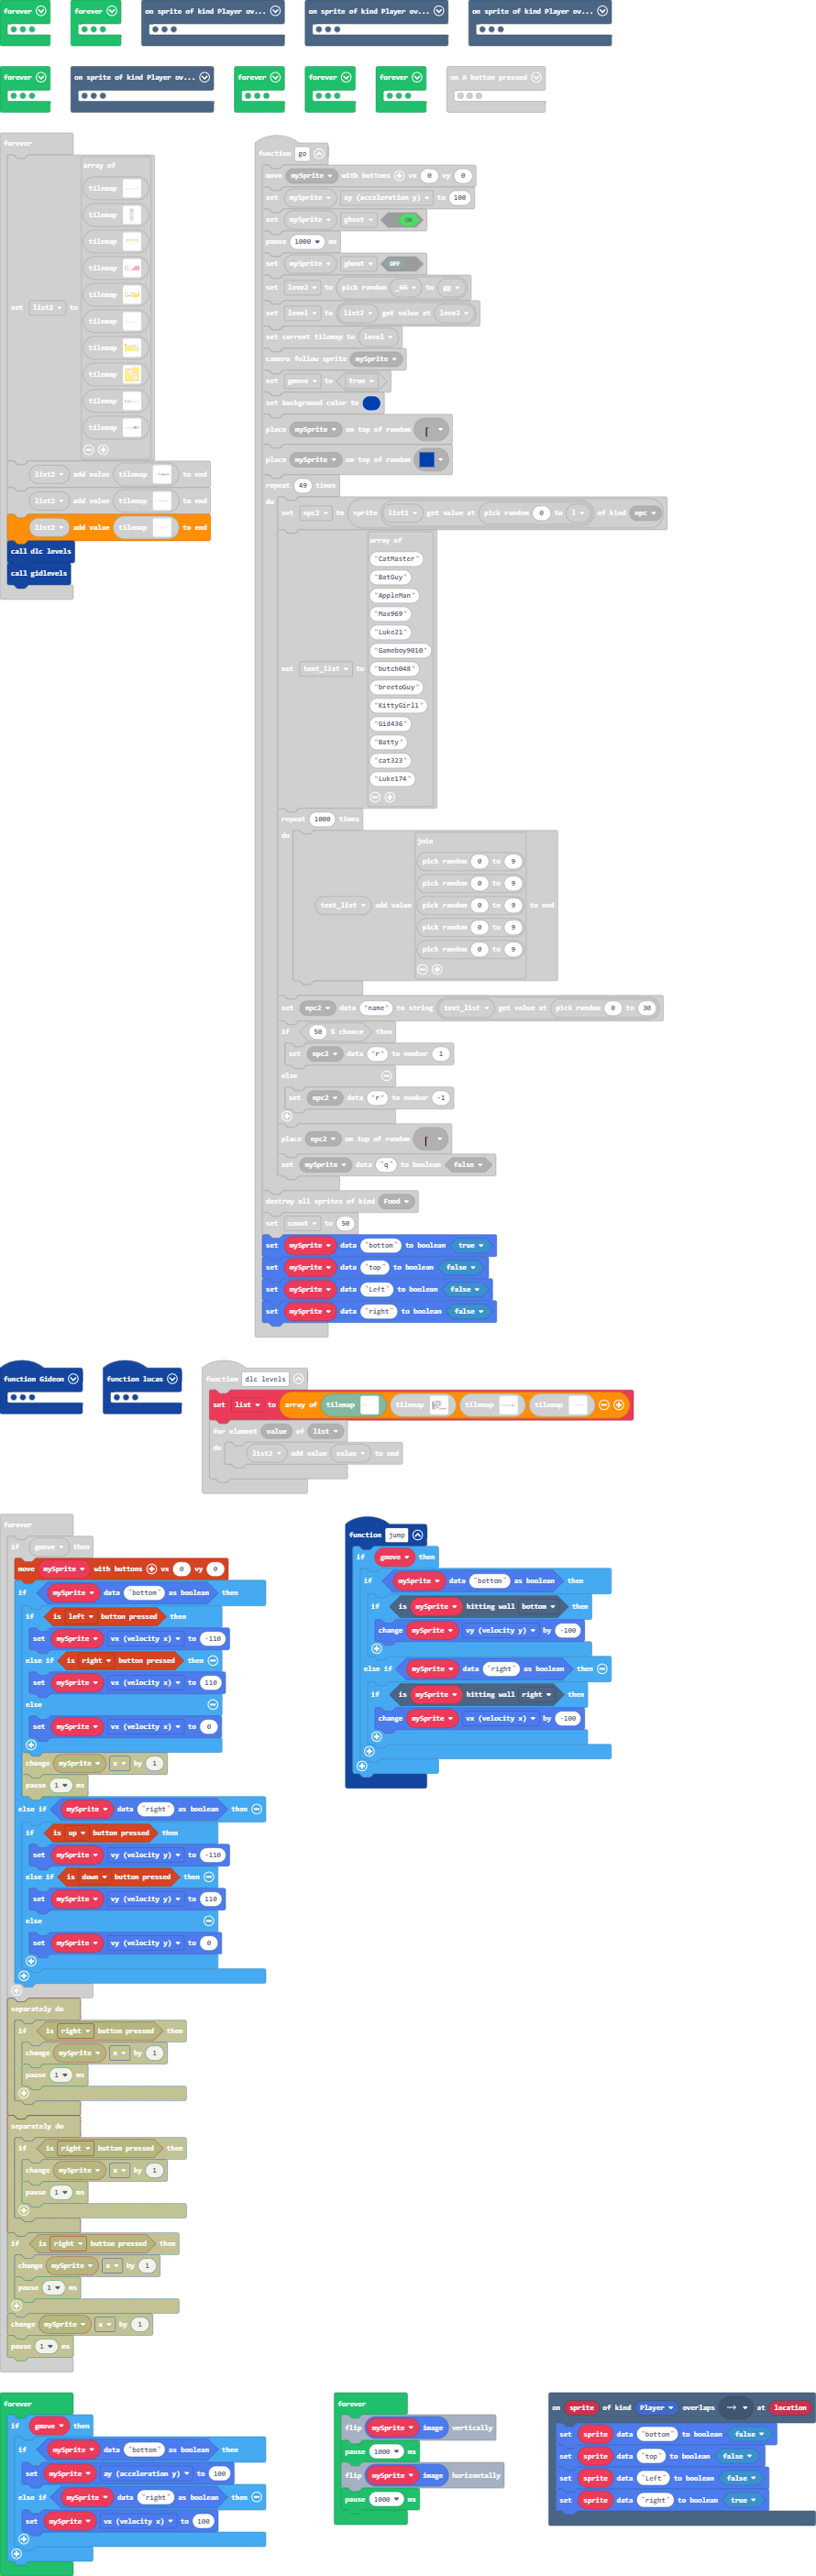 forever
forever
on sprite of kind Player ov...
on sprite of kind Player ov...
on sprite of kind Player ov...
forever
on sprite of kind Player ov...
forever
forever
forever
on A button pressed
forever
set list2 to
array of
tilemap
tilemap
tilemap
tilemap
tilemap
tilemap
tilemap
tilemap
tilemap
tilemap
list2 add value tilemap to end
list2 add value tilemap to end
list2 add value tilemap to end
call dlc levels
call gidlevels
function go
move mySprite with buttons vx 0 vy 0
set mySprite ay (acceleration y) to 100
set mySprite ghost ON
pause 1000 ms
set mySprite ghost OFF
set leve2 to pick random _66 to
set level to list2 get value at leve2
set current tilemap to level
camera follow sprite mySprite
set gmove to true
set background color to
place mySprite on top of random
place mySprite on top of random
repeat 49 times
do
set npc2 to sprite list1 get value at pick random 0 to l of kind npc
set text_list to
array of
"CatMaster"
"BatGuy"
"AppleMan"
"Max969"
"Luke21"
"Gameboy9010"
"butch048"
"breetoGuy"
"KittyGirl1"
"Gid436"
"Batty"
"cat323"
"Luke174"
repeat 1000 times
do
text_list add value
join
pick random 0 to 9
pick random 0 to 9
pick random 0 to 9
pick random 0 to 9
pick random 0 to 9
to end
set npc2 data "name" to string text_list get value at pick random 0 to 30
if 50 % chance then
set npc2 data "r" to number 1
else
set npc2 data "r" to number -1
place npc2 on top of random
set mySprite data "q" to boolean false
destroy all sprites of kind Food
set count to 50
set mySprite data "bottom" to boolean true
set mySprite data "top" to boolean false
set mySprite data "Left" to boolean false
set mySprite data "right" to boolean false
function Gideon
function lucas
function dlc levels
set list to array of tilemap tilemap tilemap tilemap
for element value of list
do
list2 add value value to end
forever
if gmove then
move mySprite with buttons vx 0 vy 0
if mySprite data "bottom" as boolean then
if is left button pressed then
set mySprite vx (velocity x) to -110
else if is right button pressed then
set mySprite vx (velocity x) to 110
else
set mySprite vx (velocity x) to 0
change mySprite x by 1
pause 1 ms
else if mySprite data "right" as boolean then
if is up button pressed then
set mySprite vy (velocity y) to -110
else if is down button pressed then
set mySprite vy (velocity y) to 110
else
set mySprite vy (velocity y) to 0
separately do
if is right button pressed then
change mySprite x by 1
pause 1 ms
separately do
if is right button pressed then
change mySprite x by 1
pause 1 ms
if is right button pressed then
change mySprite x by 1
pause 1 ms
change mySprite x by 1
pause 1 ms
function jump
if gmove then
if mySprite data "bottom" as boolean then
if is mySprite hitting wall bottom then
change mySprite vy (velocity y) by -100
else if mySprite data "right" as boolean then
if is mySprite hitting wall right then
change mySprite vx (velocity x) by -100
forever
if gmove then
if mySprite data "bottom" as boolean then
set mySprite ay (acceleration y) to 100
else if mySprite data "right" as boolean then
set mySprite vx (velocity x) to 100
forever
flip mySprite image vertically
pause 1000 ms
flip mySprite image horizontally
pause 1000 ms
on sprite of kind Player overlaps at location
set sprite data "bottom" to boolean false
set sprite data "top" to boolean false
set sprite data "Left" to boolean false
set sprite data "right" to boolean true